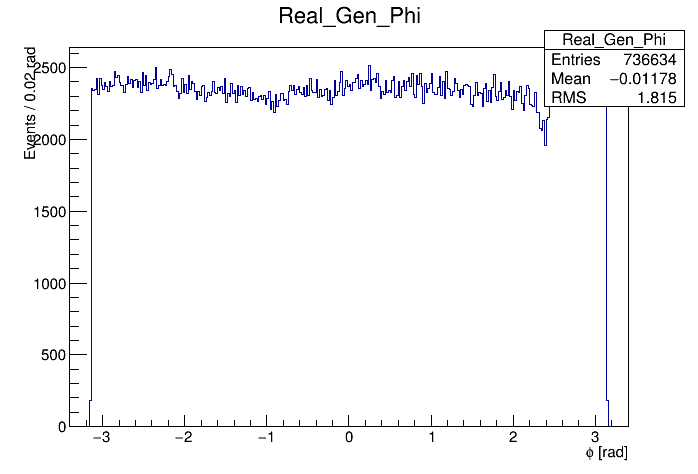 Real_Gen_Phi
Real_Gen_Phi
Entries 736634
Mean −0.01178
RMS 1.815
Events / 0.02 rad
2500
2000
1500
1000
500
0
−3 −2 −1 0 1 2 3
ϕ [rad]